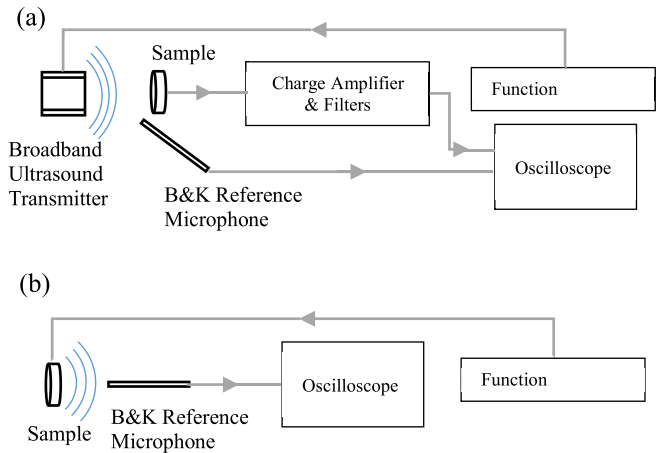 (a)
Sample
Charge Amplifier
& Filters
Function
Broadband
Ultrasound
Transmitter
Oscilloscope
B&K Reference
Microphone
(b)
Oscilloscope
Function
B&K Reference
Microphone
Sample